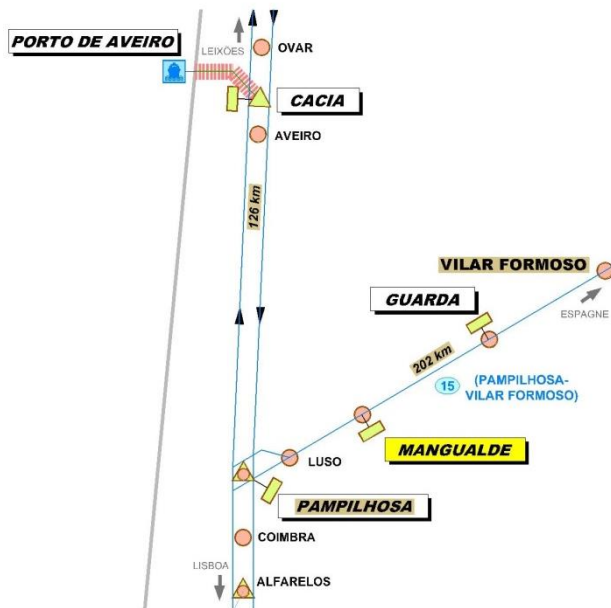 PORTO DE AVEIRO
LEIXÕES
OVAR
CACIA
AVEIRO
126 km
VILAR FORMOSO
GUARDA
ESPAGNE
202 km
15 (PAMPILHOSA-
VILAR FORMOSO)
MANGUALDE
LUSO
PAMPILHOSA
COIMBRA
LISBOA
ALFARELOS